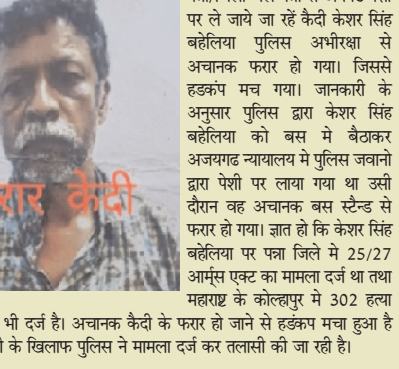 पर ले जाये जा रहें कैदी केशर सिंह
बहेलिया पुलिस अभीरक्षा से
अचानक फरार हो गया। जिससे
हडकंप मच गया। जानकारी के
अनुसार पुलिस द्वारा केशर सिंह
बहेलिया को बस मे बैठाकर
अजयगढ न्यायालय मे पुलिस जवानो
द्वारा पेशी पर लाया गया था उसी
दौरान वह अचानक बस स्टैन्ड से
फरार हो गया। ज्ञात हो कि केशर सिंह
बहेलिया पर पन्ना जिले मे 25/27
आर्म्स एक्ट का मामला दर्ज था तथा
महाराष्ट्र के कोल्हापुर मे 302 हत्या
भी दर्ज है। अचानक कैदी के फरार हो जाने से हडंकप मचा हुआ है
के खिलाफ पुलिस ने मामला दर्ज कर तलासी की जा रही है।
रार केदी